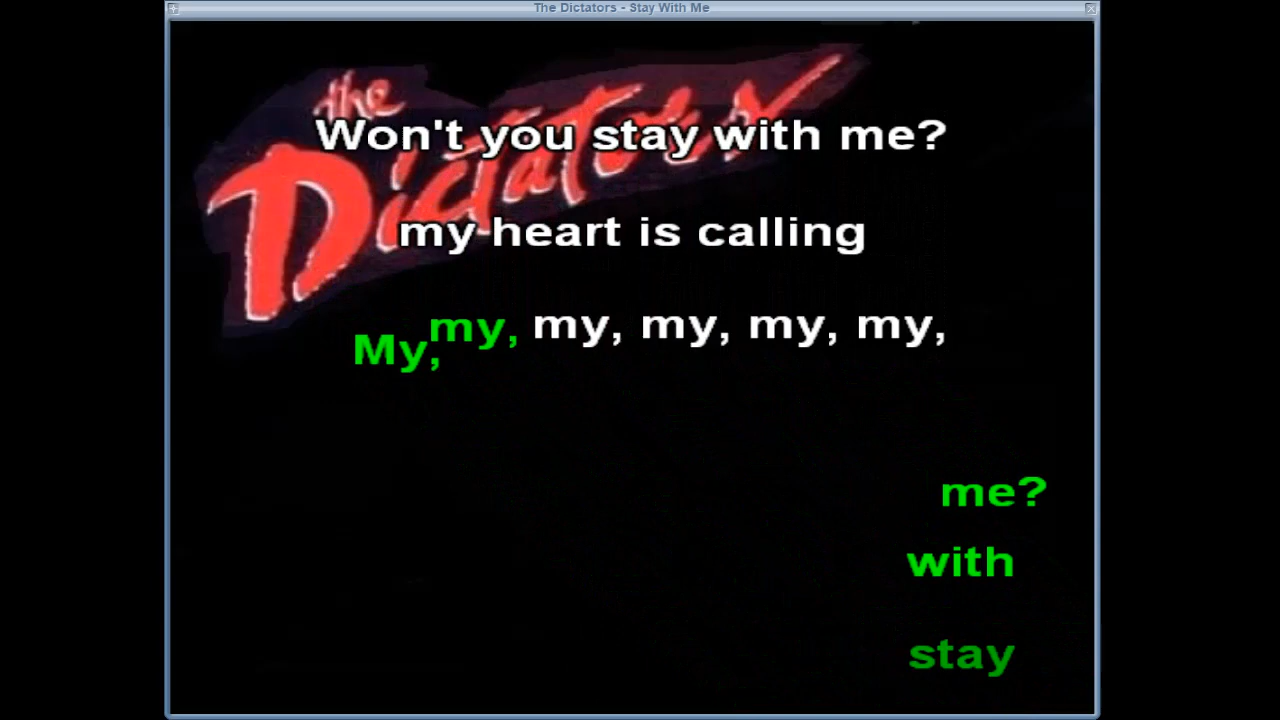 The Dictators - Stay With Me
the
Dictators
Won't you stay with me?
my heart is calling
My, my, my, my, my, my,
me?
with
stay